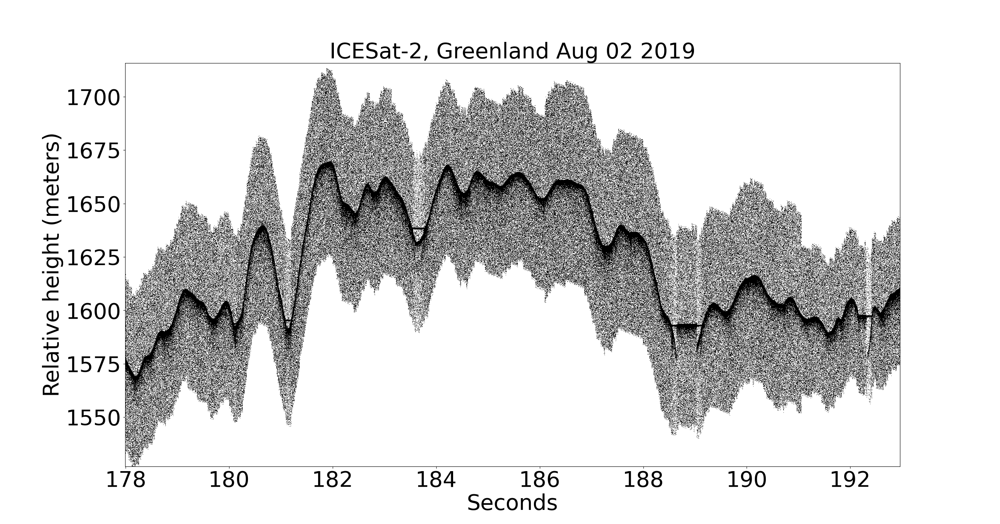 ICESat-2, Greenland Aug 02 2019
Relative height (meters)
1700
1675
1650
1625
1600
1575
1550
178 180 182 184 186 188 190 192
Seconds